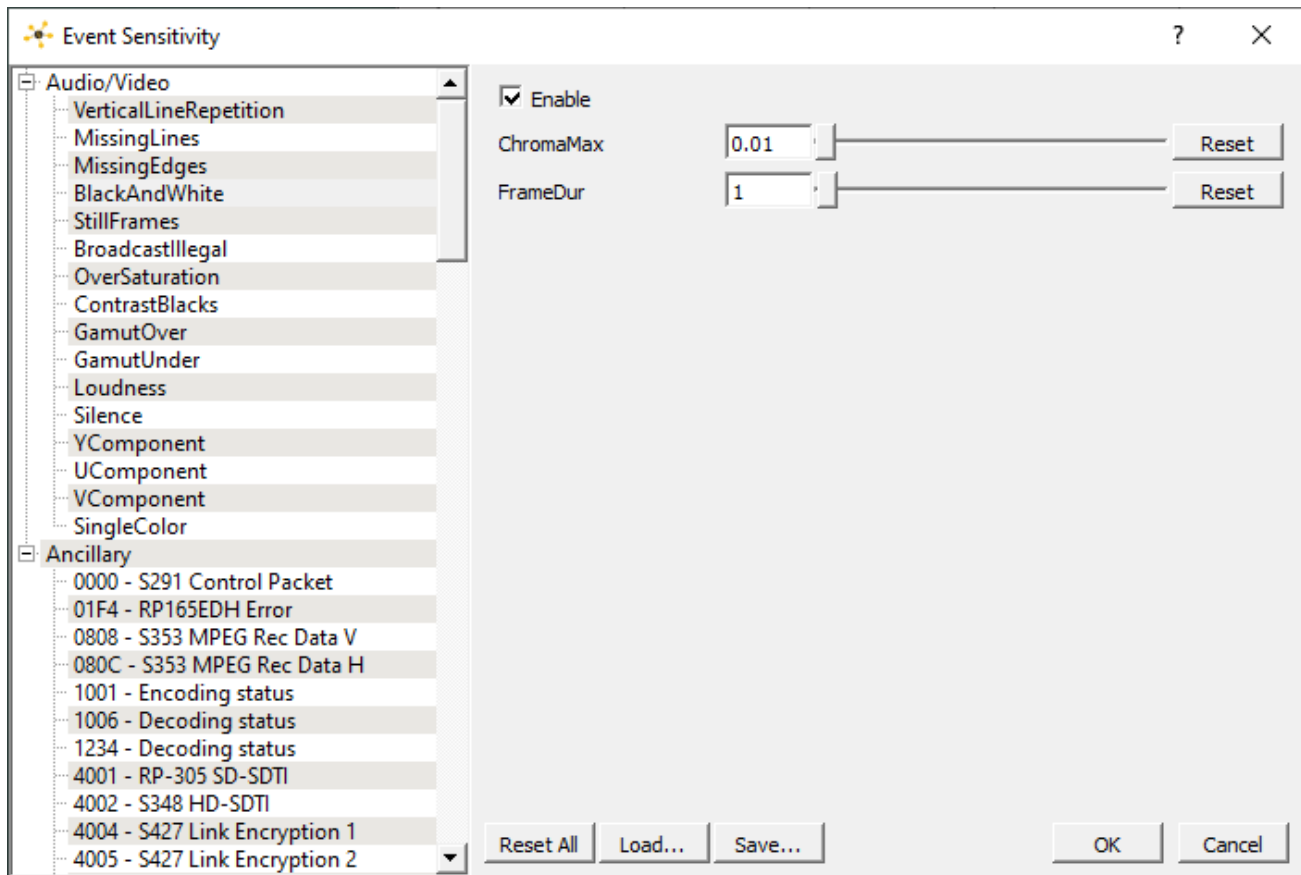 Event Sensitivity
?
Audio/Video
VerticalLineRepetition
MissingLines
MissingEdges
BlackAndWhite
StillFrames
BroadcastIllegal
OverSaturation
ContrastBlacks
GamutOver
GamutUnder
Loudness
Silence
YComponent
UComponent
VComponent
SingleColor
Ancillary
0000 - S291 Control Packet
01F4 - RP165EDH Error
0808 - S353 MPEG Rec Data V
080C - S353 MPEG Rec Data H
1001 - Encoding status
1006 - Decoding status
1234 - Decoding status
4001 - RP-305 SD-SDTI
4002 - S348 HD-SDTI
4004 - S427 Link Encryption 1
4005 - S427 Link Encryption 2
Enable
ChromaMax 0.01 Reset
FrameDur 1 Reset
Reset All Load... Save... OK Cancel